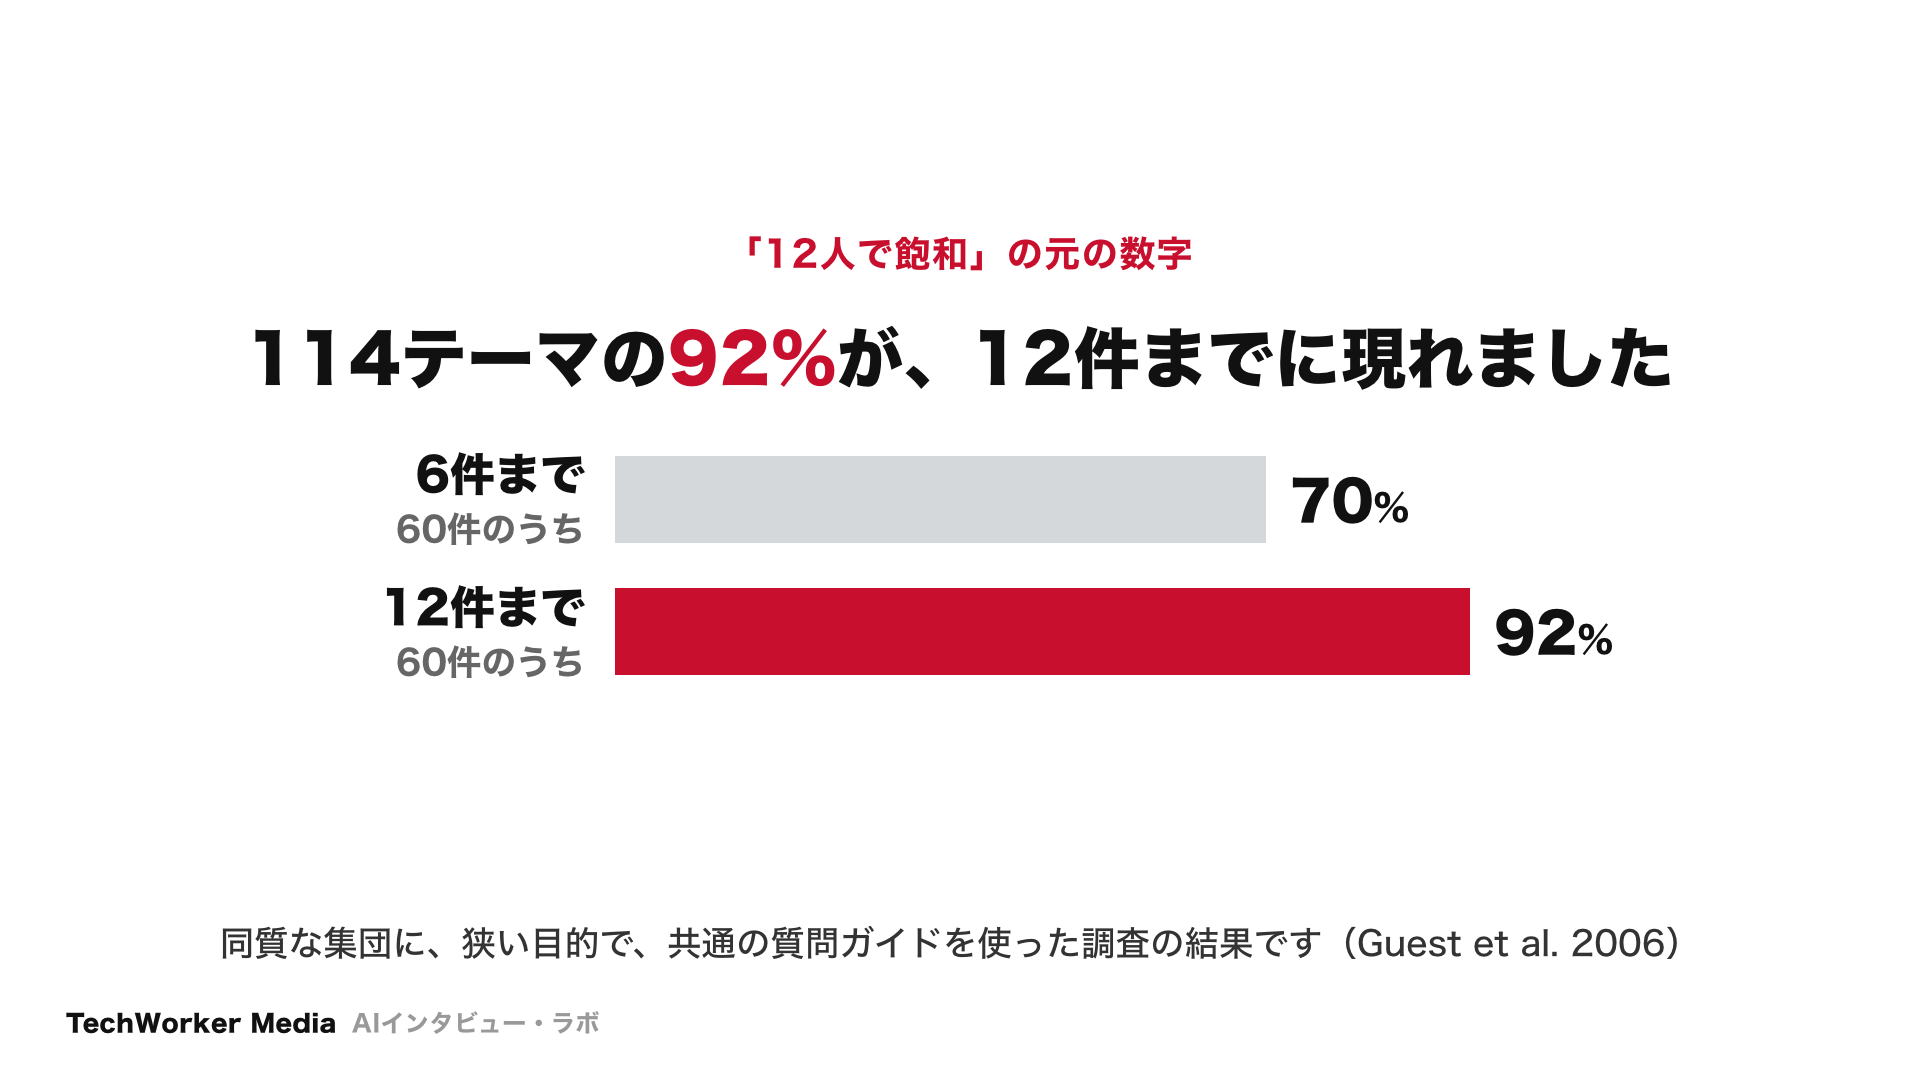 「12人で飽和」の元の数字
114テーマの92%が、12件までに現れました
6件まで
60件のうち
70%
12件まで
60件のうち
92%
同質な集団に、狭い目的で、共通の質問ガイドを使った調査の結果です（Guest et al. 2006）
TechWorker Media AIインタビュー・ラボ